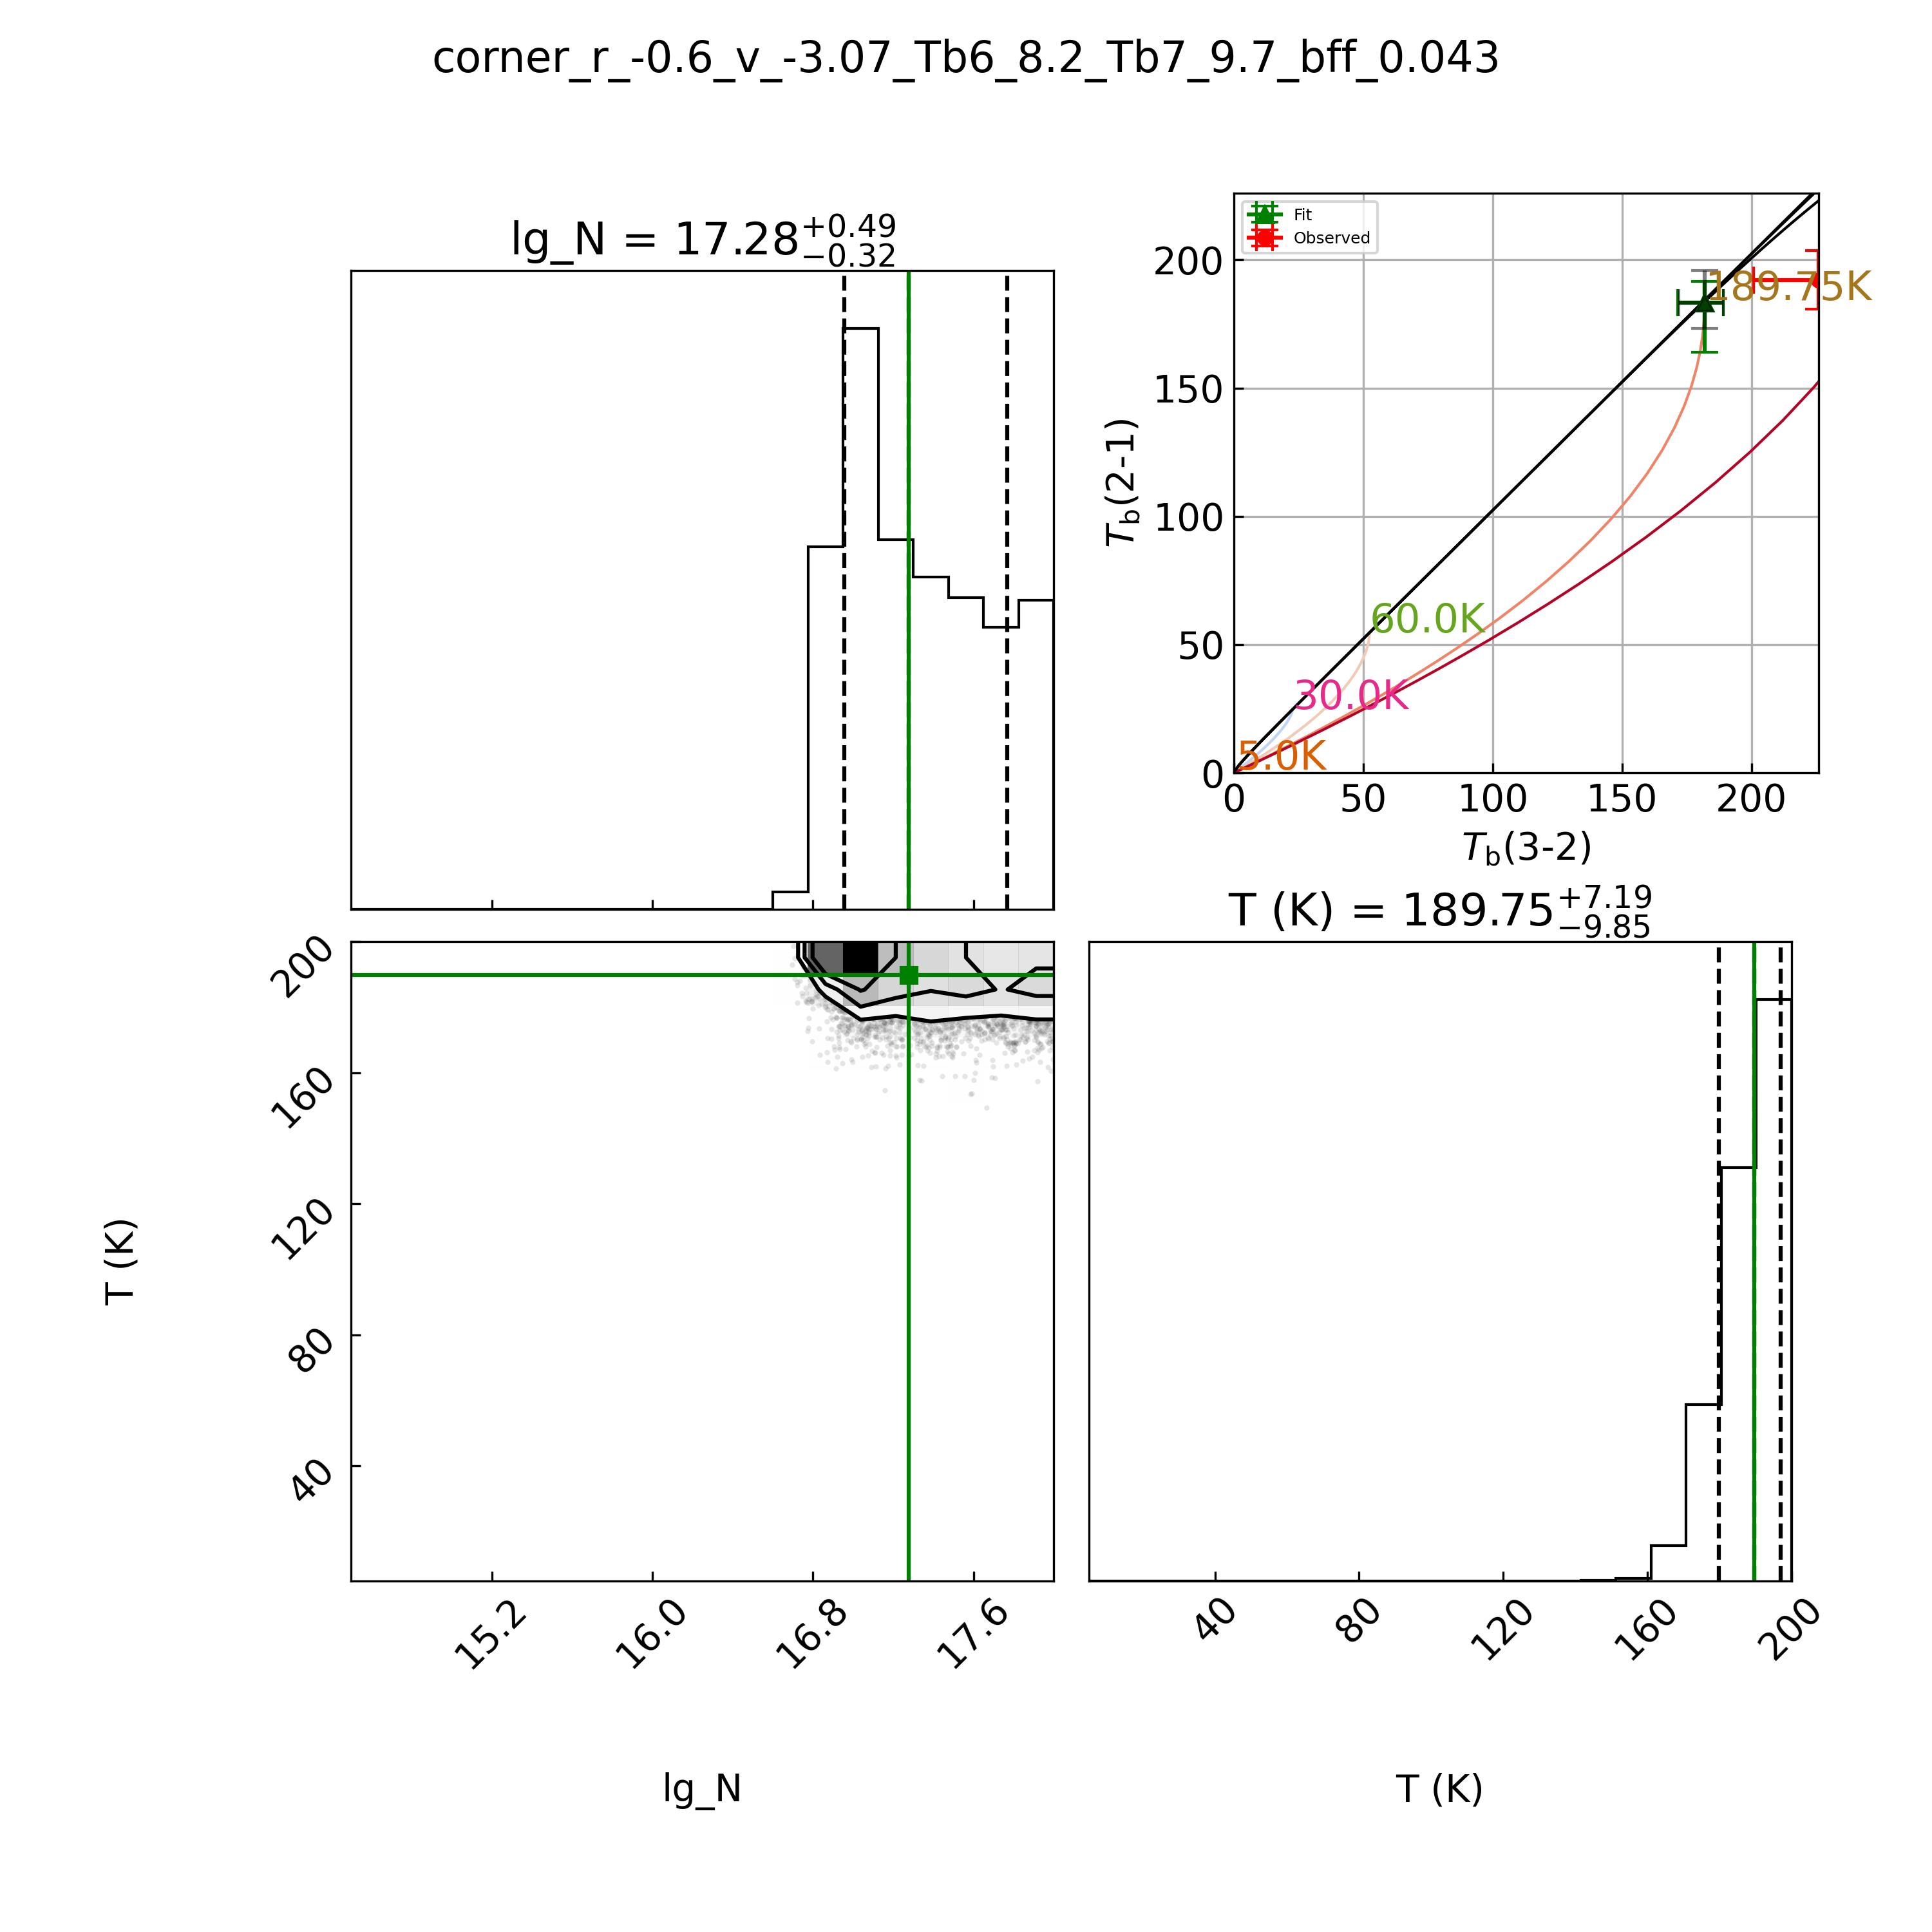 corner_r_-0.6_v_-3.07_Tb6_8.2_Tb7_9.7_bff_0.043
lg_N = 17.28+0.49 −0.32
Fit
Observed
200
150
100
50
0
Tb(2-1)
189.75K
60.0K
30.0K
5.0K
0 50 100 150 200
Tb(3-2)
T (K) = 189.75+7.19 −9.85
200
160
120
80
40
T (K)
15.2 16.0 16.8 17.6
lg_N
40 80 120 160 200
T (K)